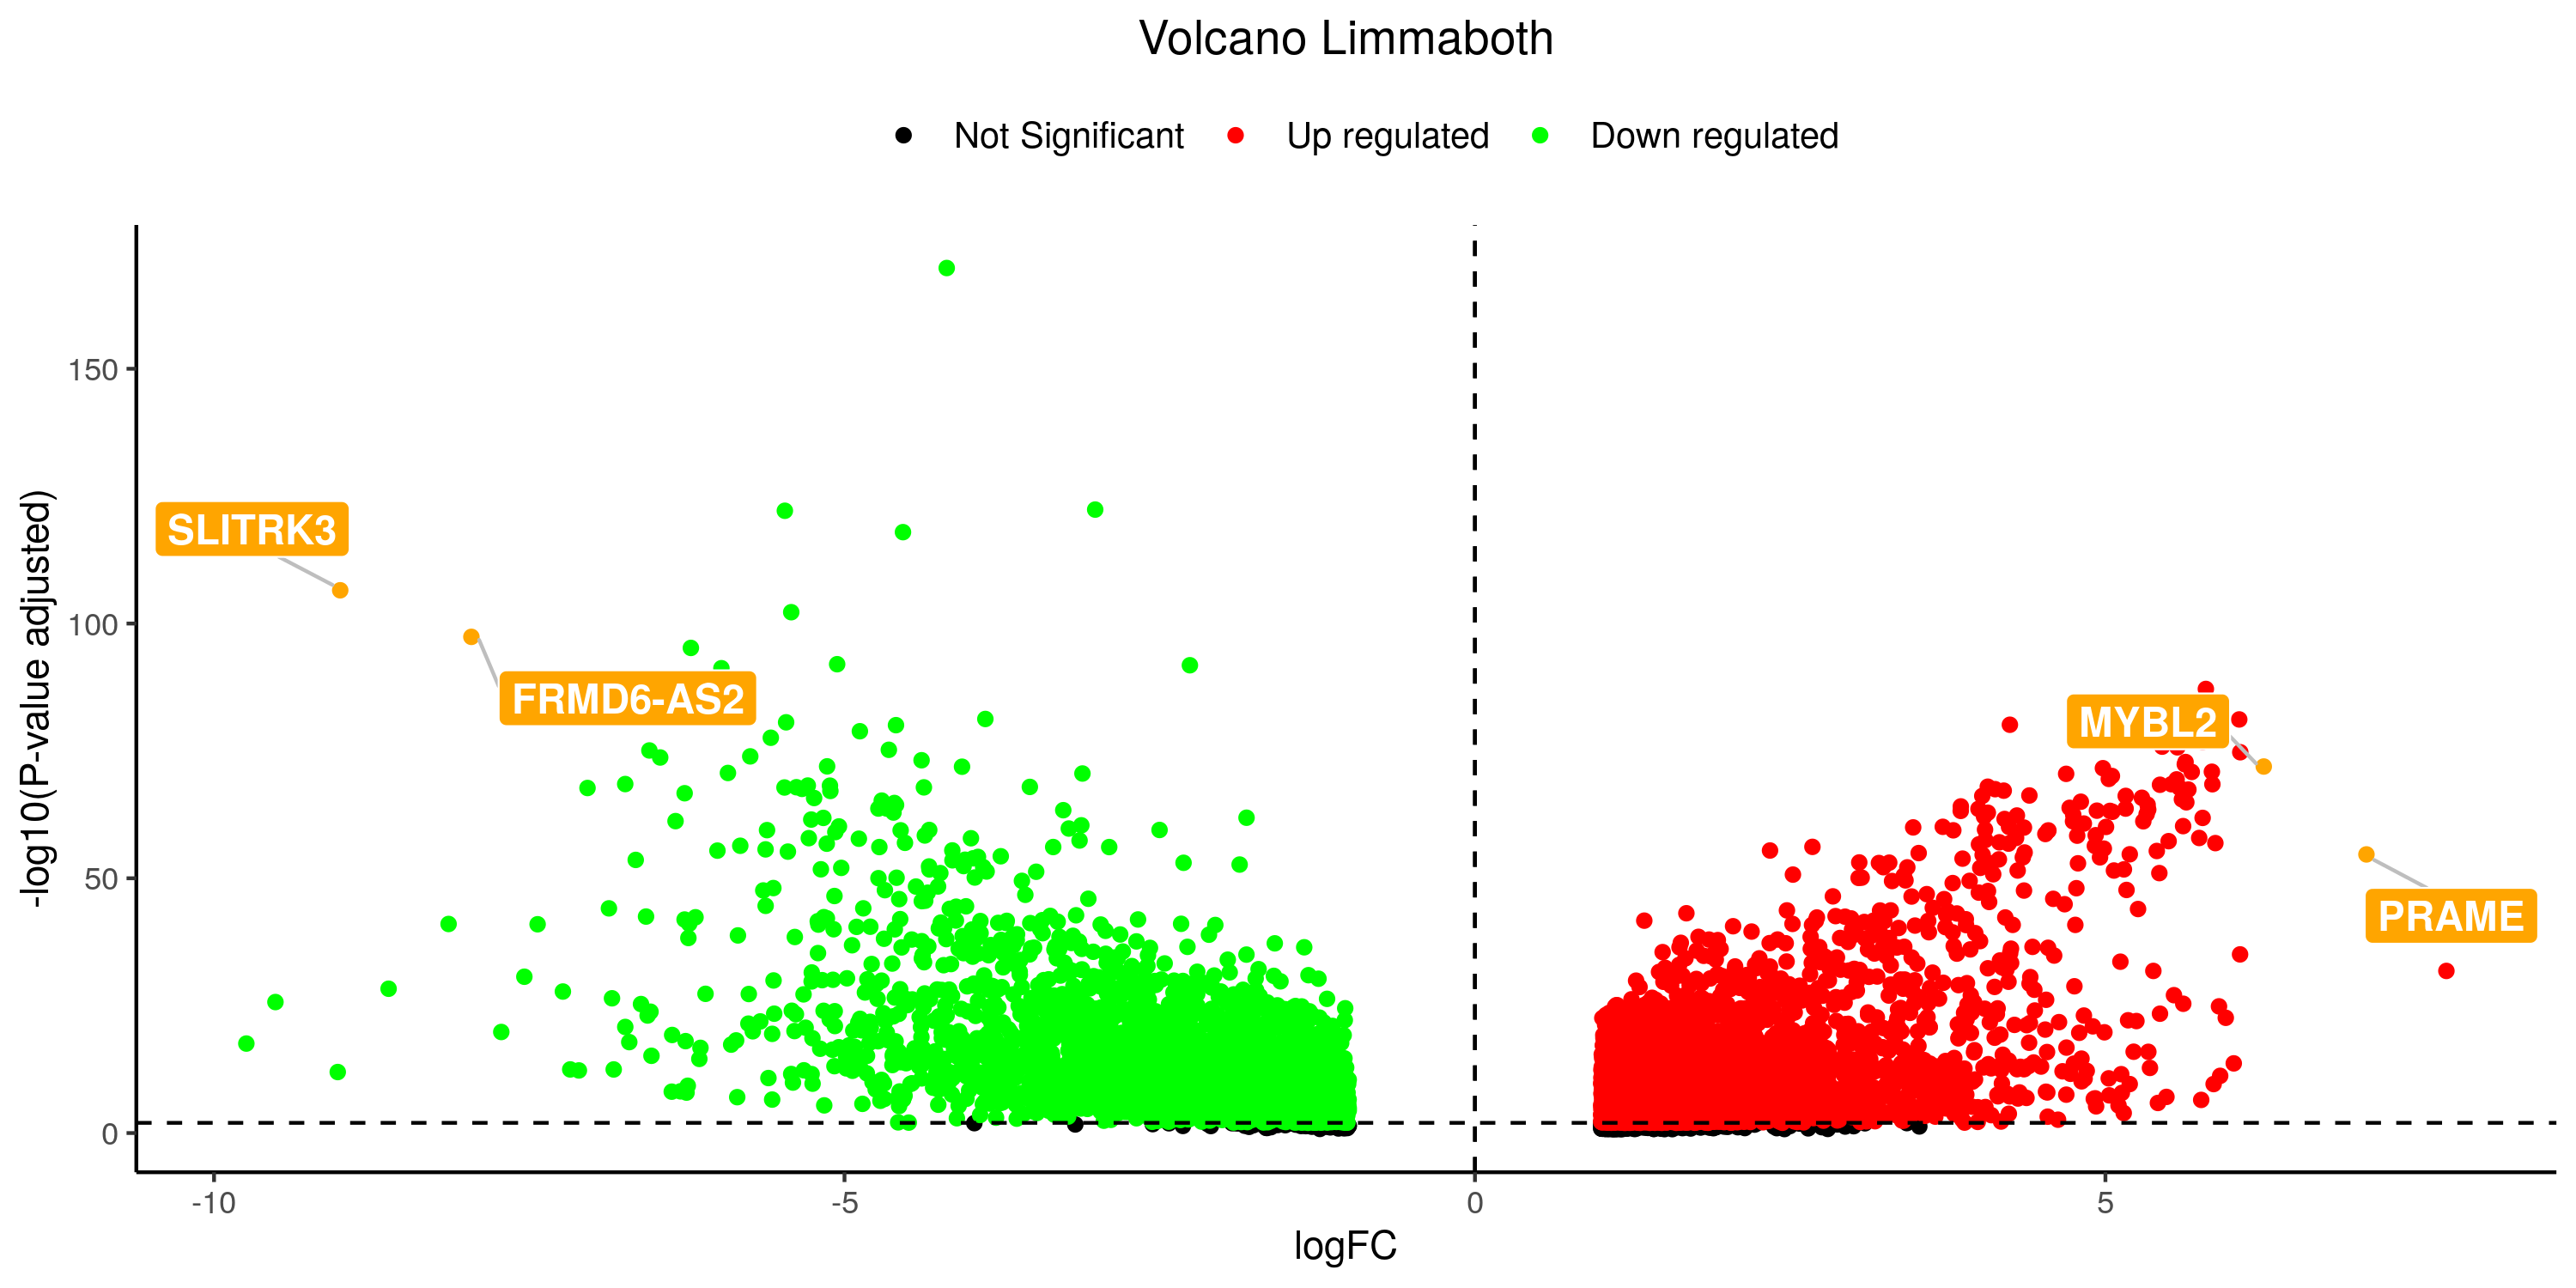 Volcano Limmaboth
Not Significant Up regulated Down regulated
-log10(P-value adjusted)
150
100
50
0
SLITRK3
FRMD6-AS2
MYBL2
PRAME
-10 -5 0 5
logFC